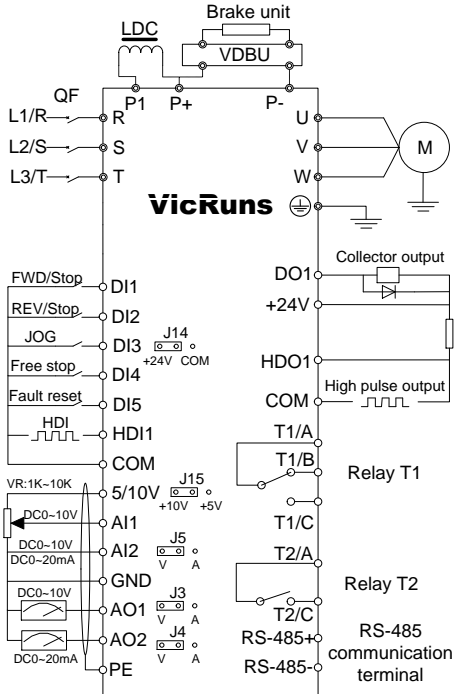 Brake unit
LDC
VDBU
QF
P1
P+
P-
L1/R
R
U
L2/S
S
V
M
L3/T
T
W
VicRuns
Collector output
DO1
+24V
FWD/Stop
DI1
REV/Stop
DI2
JOG
DI3
J14
+24V
COM
HDO1
Free stop
DI4
High pulse output
COM
Fault reset
DI5
HDI
HDI1
T1/A
T1/B
Relay T1
COM
VR:1K~10K
5/10V
J15
+10V
+5V
T1/C
DC0~10V
AI1
DC0~10V
AI2
DC0~20mA
J5
V
A
T2/A
GND
Relay T2
DC0~10V
AO1
J3
V
A
T2/C
AO2
J4
V
A
DC0~20mA
PE
RS-485+
RS-485-
RS-485
communication
terminal